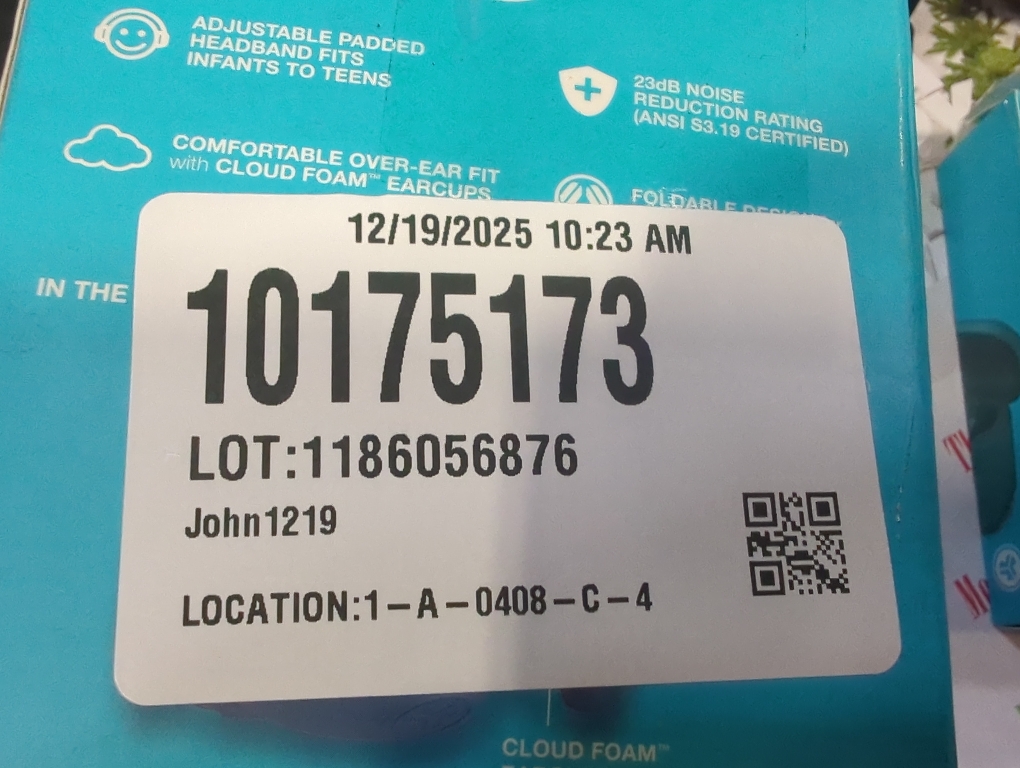 ADJUSTABLE PADDED
HEADBAND FITS
INFANTS TO TEENS
23dB NOISE
REDUCTION RATING
(ANSI S3.19 CERTIFIED)
COMFORTABLE OVER-EAR FIT
with CLOUD FOAM™ EARCUPS
FOLDABLE DESIGN
IN THE
12/19/2025 10:23 AM
10175173
LOT:1186056876
John1219
LOCATION:1-A-0408-C-4
CLOUD FOAM™